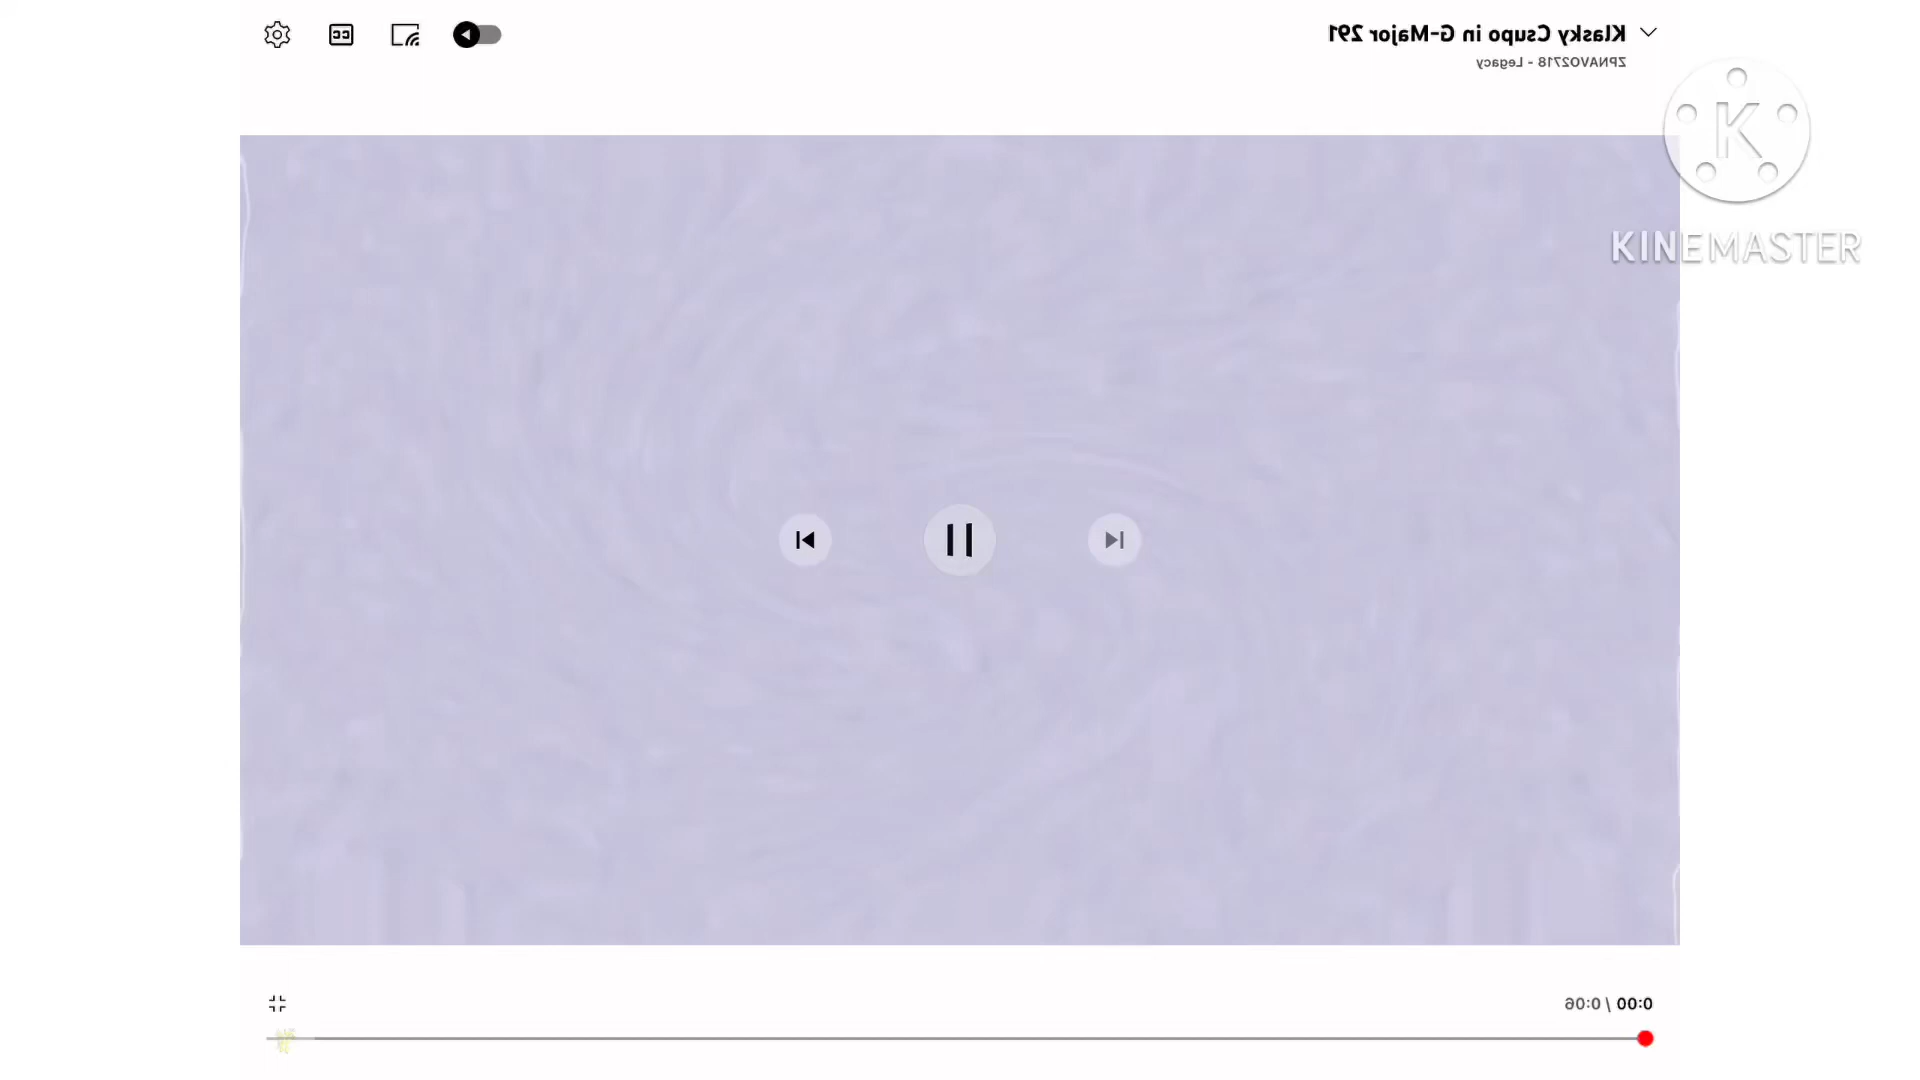 Klasky Csupo in G-Major 291
ZPNAVO2718 - Legacy
K
KINEMASTER
0:00 / 0:06